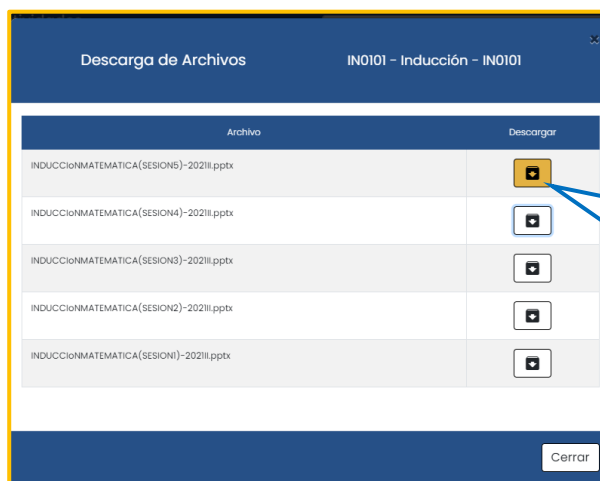 Descarga de Archivos IN0101 - Inducción - IN0101
×
Archivo Descargar
INDUCCIoNMATEMATICA(SESION5)-2021II.pptx
INDUCCIoNMATEMATICA(SESION4)-2021II.pptx
INDUCCIoNMATEMATICA(SESION3)-2021II.pptx
INDUCCIoNMATEMATICA(SESION2)-2021II.pptx
INDUCCIoNMATEMATICA(SESION1)-2021II.pptx
Cerrar